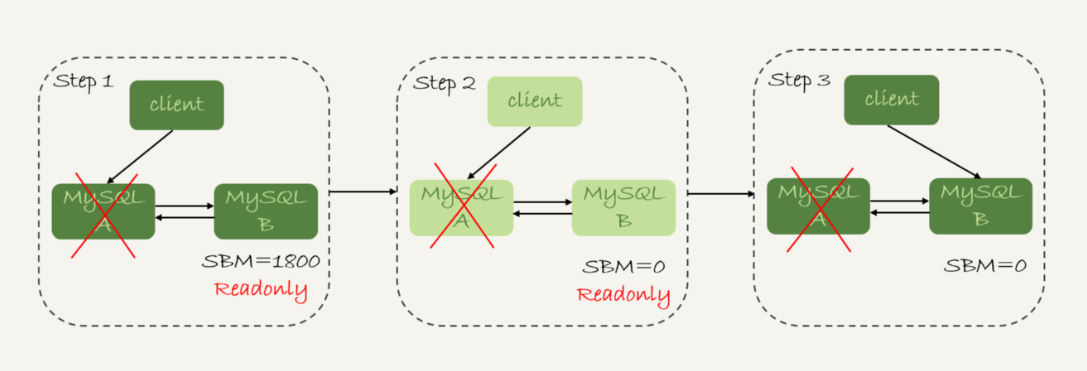 Step 1
client
MySQL
A
MySQL
B
SBM=1800
Readonly
Step 2
client
MySQL
A
MySQL
B
SBM=0
Readonly
Step 3
client
MySQL
A
MySQL
B
SBM=0